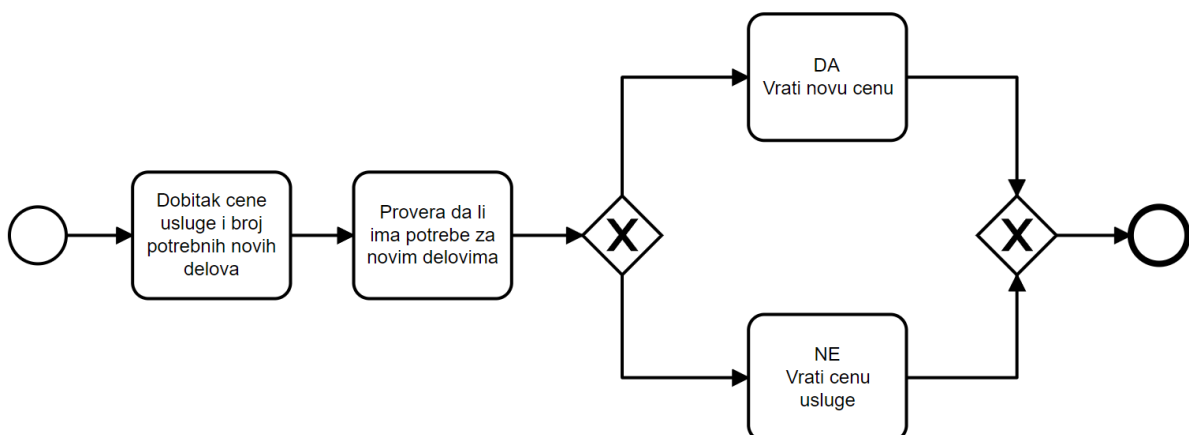 Dobitak cene
usluge i broj
potrebnih novih
delova
Provera da li
ima potrebe za
novim delovima
DA
Vrati novu cenu
NE
Vrati cenu
usluge